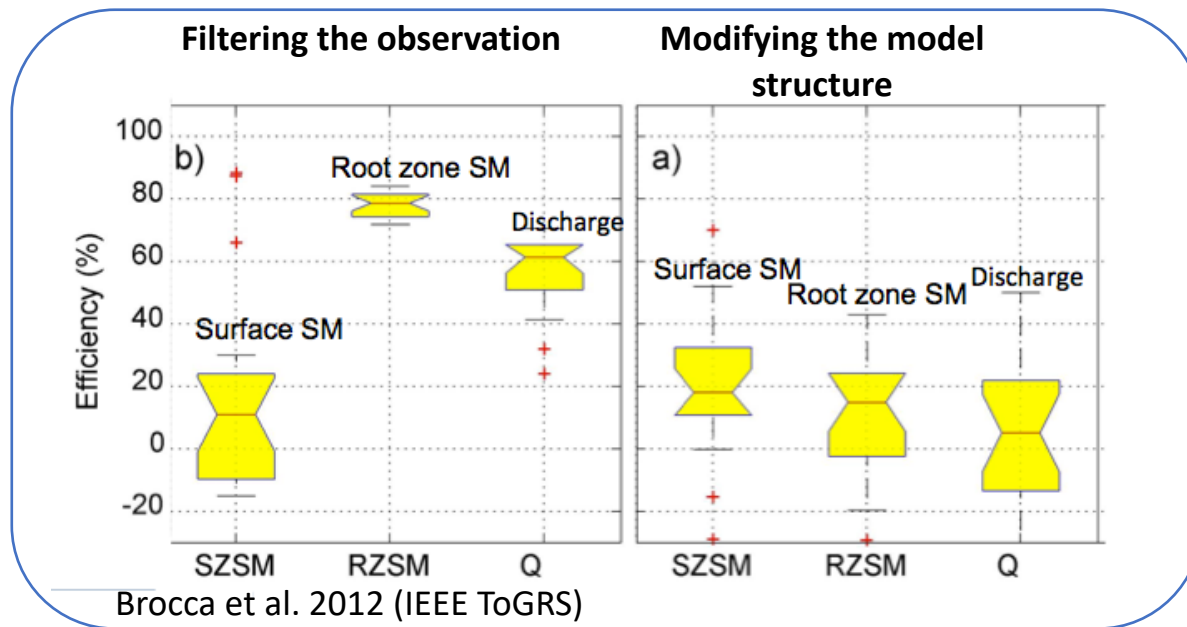 Filtering the observation
Modifying the model
structure
Efficiency (%)
100
80
60
40
20
0
-20
b)
Surface SM
Root zone SM
Discharge
SZSM
RZSM
Q
a)
Surface SM
Root zone SM
Discharge
SZSM
RZSM
Q
Brocca et al. 2012 (IEEE ToGRS)